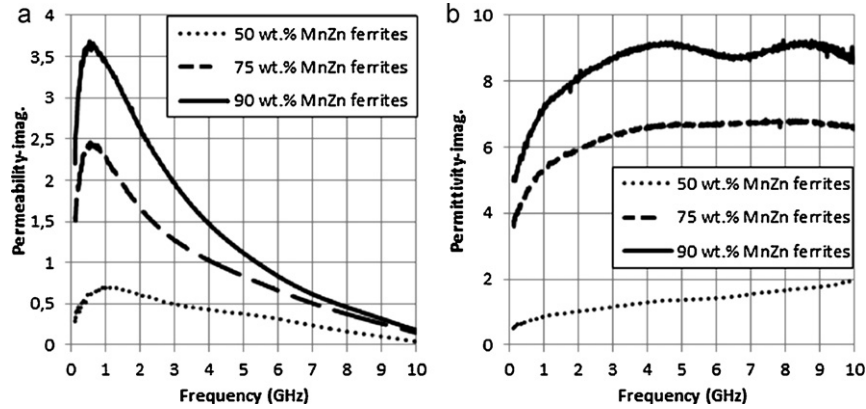 a
Permeability-imag.
4
3,5
3
2,5
2
1,5
1
0,5
0
50 wt.% MnZn ferrites
75 wt.% MnZn ferrites
90 wt.% MnZn ferrites
0 1 2 3 4 5 6 7 8 9 10
Frequency (GHz)
b
Permittivity-imag.
10
8
6
4
2
0
50 wt.% MnZn ferrites
75 wt.% MnZn ferrites
90 wt.% MnZn ferrites
0 1 2 3 4 5 6 7 8 9 10
Frequency (GHz)